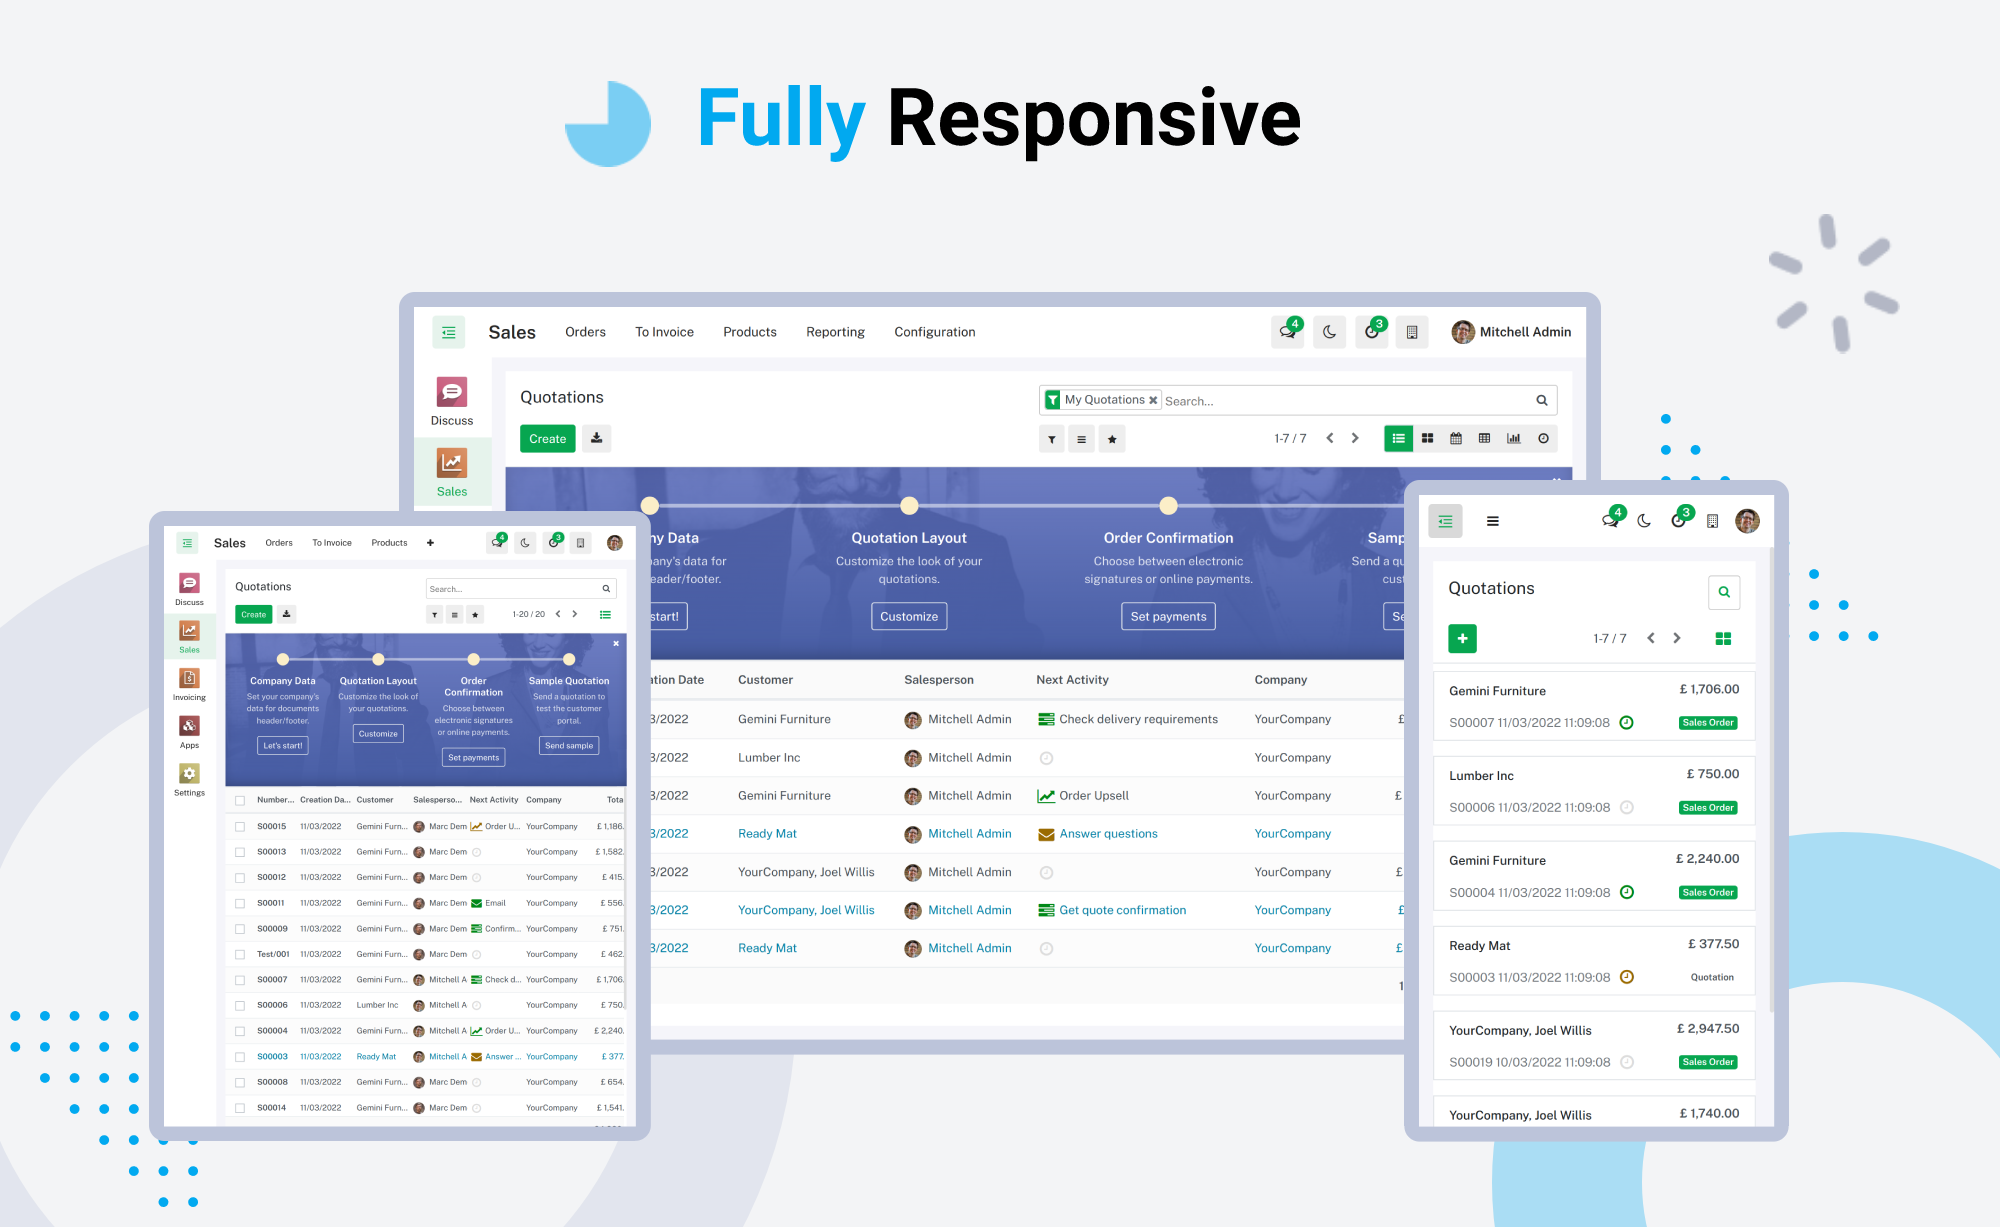 Fully Responsive
Sales Orders To Invoice Products Reporting Configuration 4 3 Mitchell Admin
Discuss
Sales
Quotations
My Quotations Search...
Create
1-7 / 7
ny Data
any's data for
eader/footer.
start!
Quotation Layout
Customize the look of your
quotations.
Customize
Order Confirmation
Choose between electronic
signatures or online payments.
Set payments
Samp
Send a qu
cust
Se
ation Date Customer Salesperson Next Activity Company
3/2022 Gemini Furniture Mitchell Admin Check delivery requirements YourCompany £
3/2022 Lumber Inc Mitchell Admin YourCompany
3/2022 Gemini Furniture Mitchell Admin Order Upsell YourCompany £
3/2022 Ready Mat Mitchell Admin Answer questions YourCompany
3/2022 YourCompany, Joel Willis Mitchell Admin YourCompany £
3/2022 YourCompany, Joel Willis Mitchell Admin Get quote confirmation YourCompany £
3/2022 Ready Mat Mitchell Admin YourCompany £
1
Sales Orders To Invoice Products 4 3
Discuss
Sales
Invoicing
Apps
Settings
Quotations
Search...
Create
1-20 / 20
Company Data
Set your company's
data for documents
header/footer.
Let's start!
Quotation Layout
Customize the look of
your quotations.
Customize
Order
Confirmation
Choose between
electronic signatures
or online payments.
Set payments
Sample Quotation
Send a quotation to
test the customer
portal.
Send sample
Number... Creation Da... Customer Salesperso... Next Activity Company Tota
S00015 11/03/2022 Gemini Furn... Marc Dem Order U... YourCompany £ 1,186.
S00013 11/03/2022 Gemini Furn... Marc Dem YourCompany £ 1,582.
S00012 11/03/2022 Gemini Furn... Marc Dem YourCompany £ 415.
S00011 11/03/2022 Gemini Furn... Marc Dem Email YourCompany £ 556.
S00009 11/03/2022 Gemini Furn... Marc Dem Confirm... YourCompany £ 751.
Test/001 11/03/2022 Gemini Furn... Marc Dem YourCompany £ 462.
S00007 11/03/2022 Gemini Furn... Mitchell A Check d... YourCompany £ 1,706.
S00006 11/03/2022 Lumber Inc Mitchell A YourCompany £ 750.
S00004 11/03/2022 Gemini Furn... Mitchell A Order U... YourCompany £ 2,240.
S00003 11/03/2022 Ready Mat Mitchell A Answer ... YourCompany £ 377.
S00008 11/03/2022 Gemini Furn... Marc Dem YourCompany £ 654.
S00014 11/03/2022 Gemini Furn... Marc Dem YourCompany £ 1,541.
4 3
Quotations
1-7 / 7
Gemini Furniture £ 1,706.00
S00007 11/03/2022 11:09:08 Sales Order
Lumber Inc £ 750.00
S00006 11/03/2022 11:09:08 Sales Order
Gemini Furniture £ 2,240.00
S00004 11/03/2022 11:09:08 Sales Order
Ready Mat £ 377.50
S00003 11/03/2022 11:09:08 Quotation
YourCompany, Joel Willis £ 2,947.50
S00019 10/03/2022 11:09:08 Sales Order
YourCompany, Joel Willis £ 1,740.00